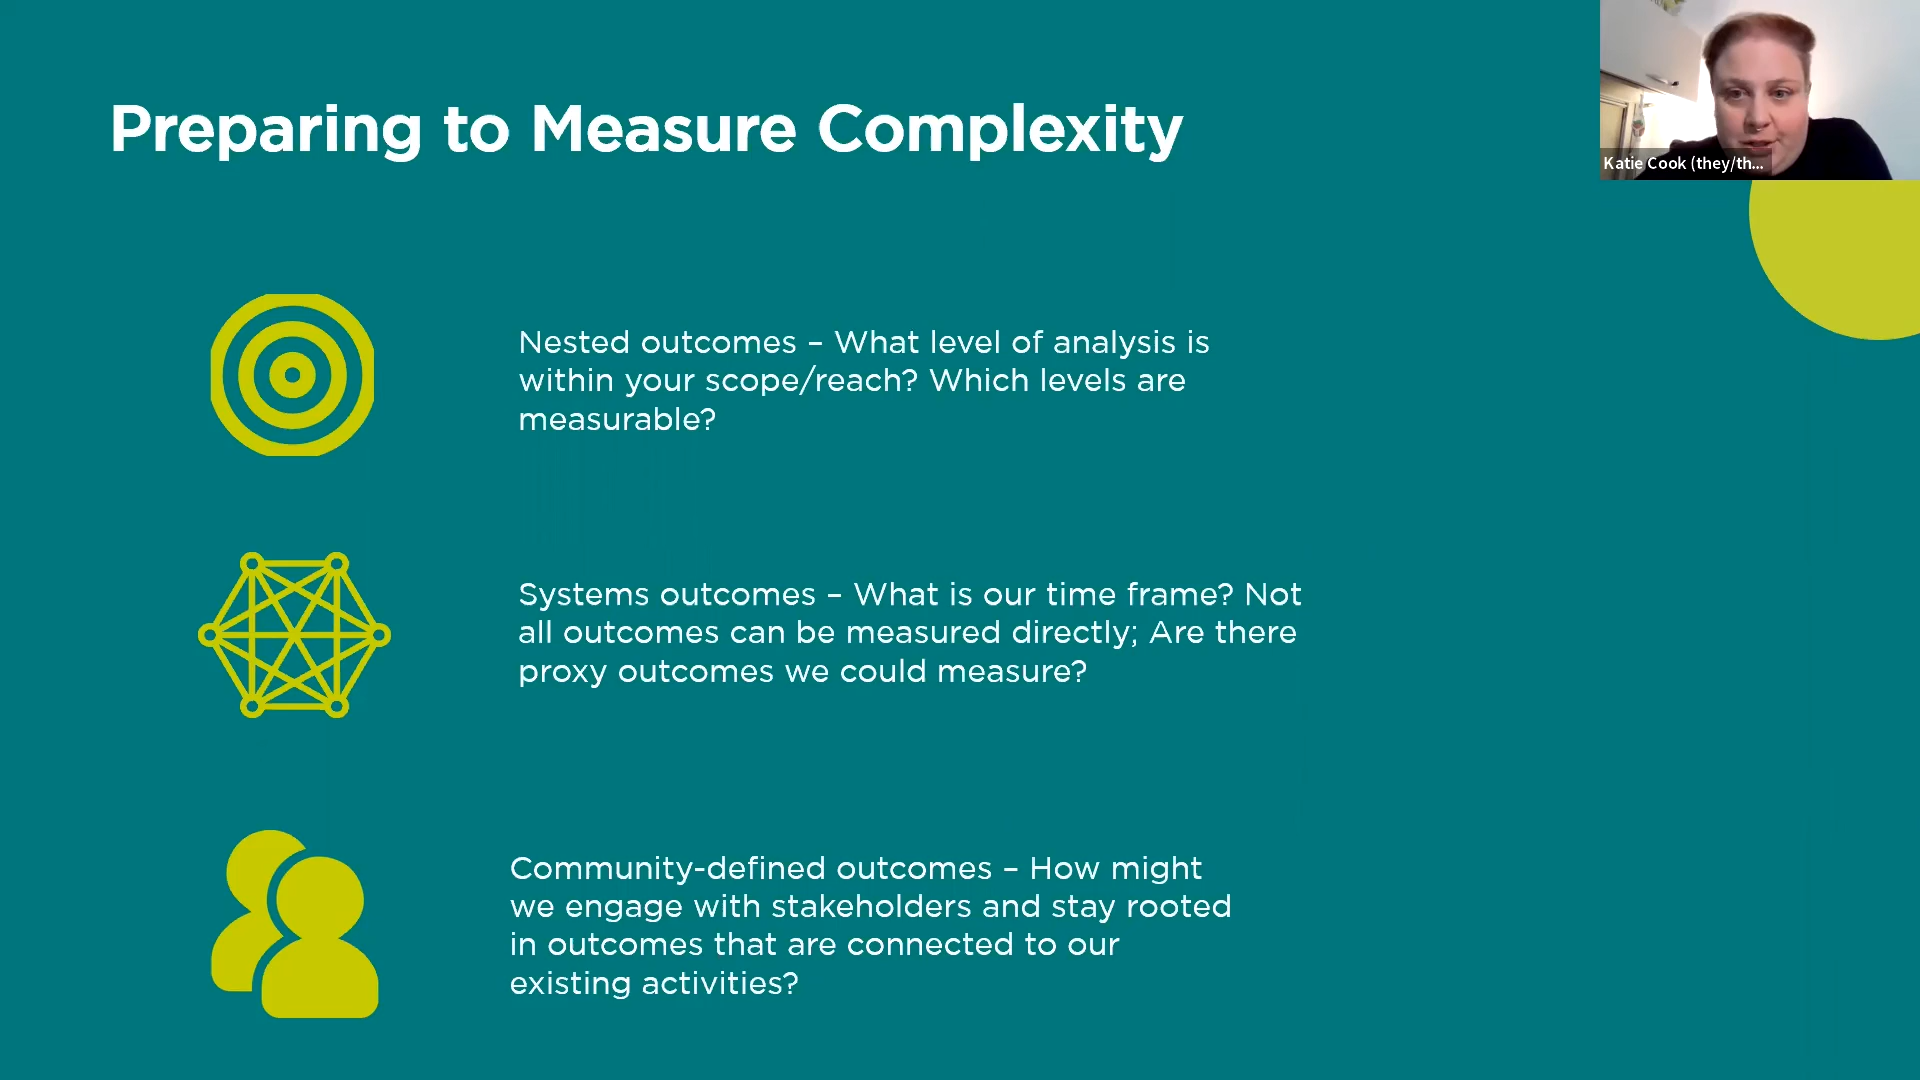 Preparing to Measure Complexity
Katie Cook (they/th...
Nested outcomes – What level of analysis is
within your scope/reach? Which levels are
measurable?
Systems outcomes – What is our time frame? Not
all outcomes can be measured directly; Are there
proxy outcomes we could measure?
Community-defined outcomes – How might
we engage with stakeholders and stay rooted
in outcomes that are connected to our
existing activities?